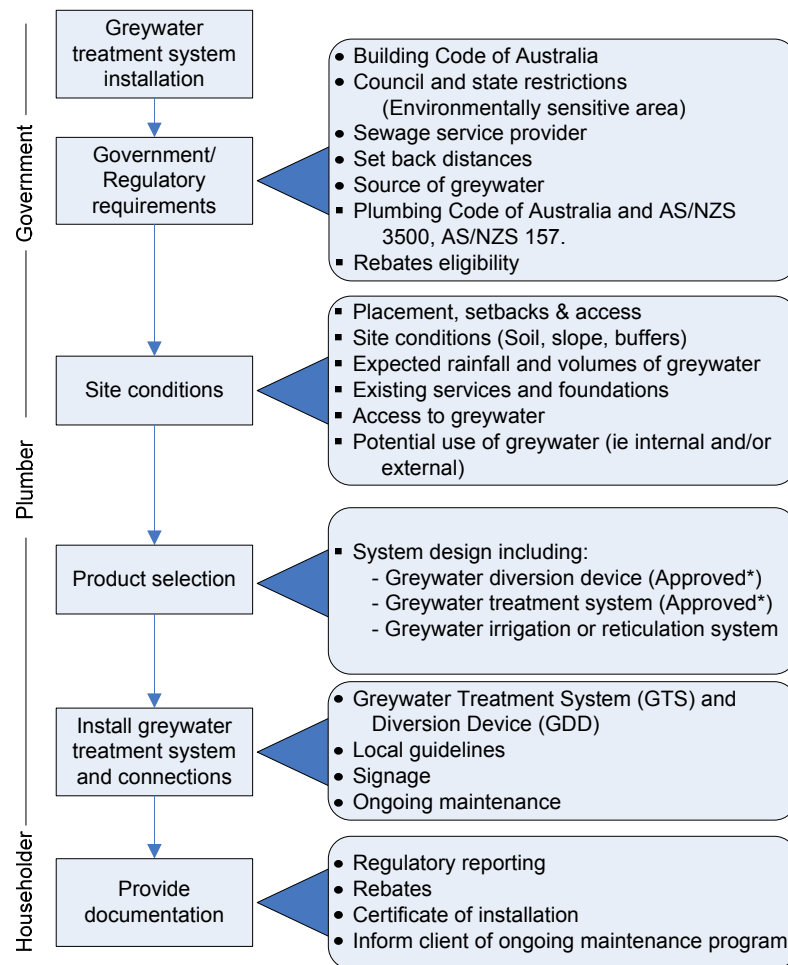 Greywater
treatment system
installation
Government/
Regulatory
requirements
• Building Code of Australia
• Council and state restrictions
(Environmentally sensitive area)
• Sewage service provider
• Set back distances
• Source of greywater
▪ Plumbing Code of Australia and AS/NZS
3500, AS/NZS 157.
▪ Rebates eligibility
Government
Site conditions
▪ Placement, setbacks & access
▪ Site conditions (Soil, slope, buffers)
▪ Expected rainfall and volumes of greywater
▪ Existing services and foundations
▪ Access to greywater
▪ Potential use of greywater (ie internal and/or
external)
Plumber
Product selection
▪ System design including:
- Greywater diversion device (Approved*)
- Greywater treatment system (Approved*)
- Greywater irrigation or reticulation system
Install greywater
treatment system
and connections
• Greywater Treatment System (GTS) and
Diversion Device (GDD)
• Local guidelines
• Signage
• Ongoing maintenance
Householder
Provide
documentation
• Regulatory reporting
• Rebates
• Certificate of installation
• Inform client of ongoing maintenance program